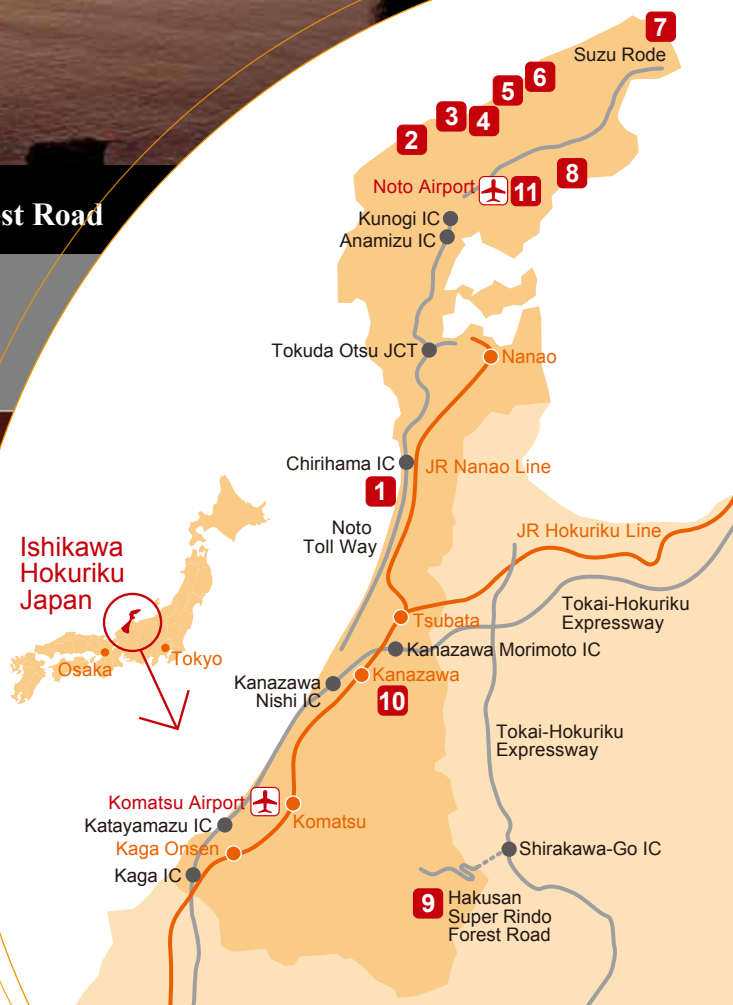 st Road
7
Suzu Rode
6
5
3
4
2
8
Noto Airport
11
Kunogi IC
Anamizu IC
Tokuda Otsu JCT
Nanao
Chirihama IC
JR Nanao Line
1
Noto
Toll Way
JR Hokuriku Line
Ishikawa
Hokuriku
Japan
Osaka
Tokyo
Tsubata
Tokai-Hokuriku
Expressway
Kanazawa Morimoto IC
Kanazawa
Kanazawa
Nishi IC
10
Tokai-Hokuriku
Expressway
Komatsu Airport
Komatsu
Katayamazu IC
Kaga Onsen
Kaga IC
Shirakawa-Go IC
9
Hakusan
Super Rindo
Forest Road